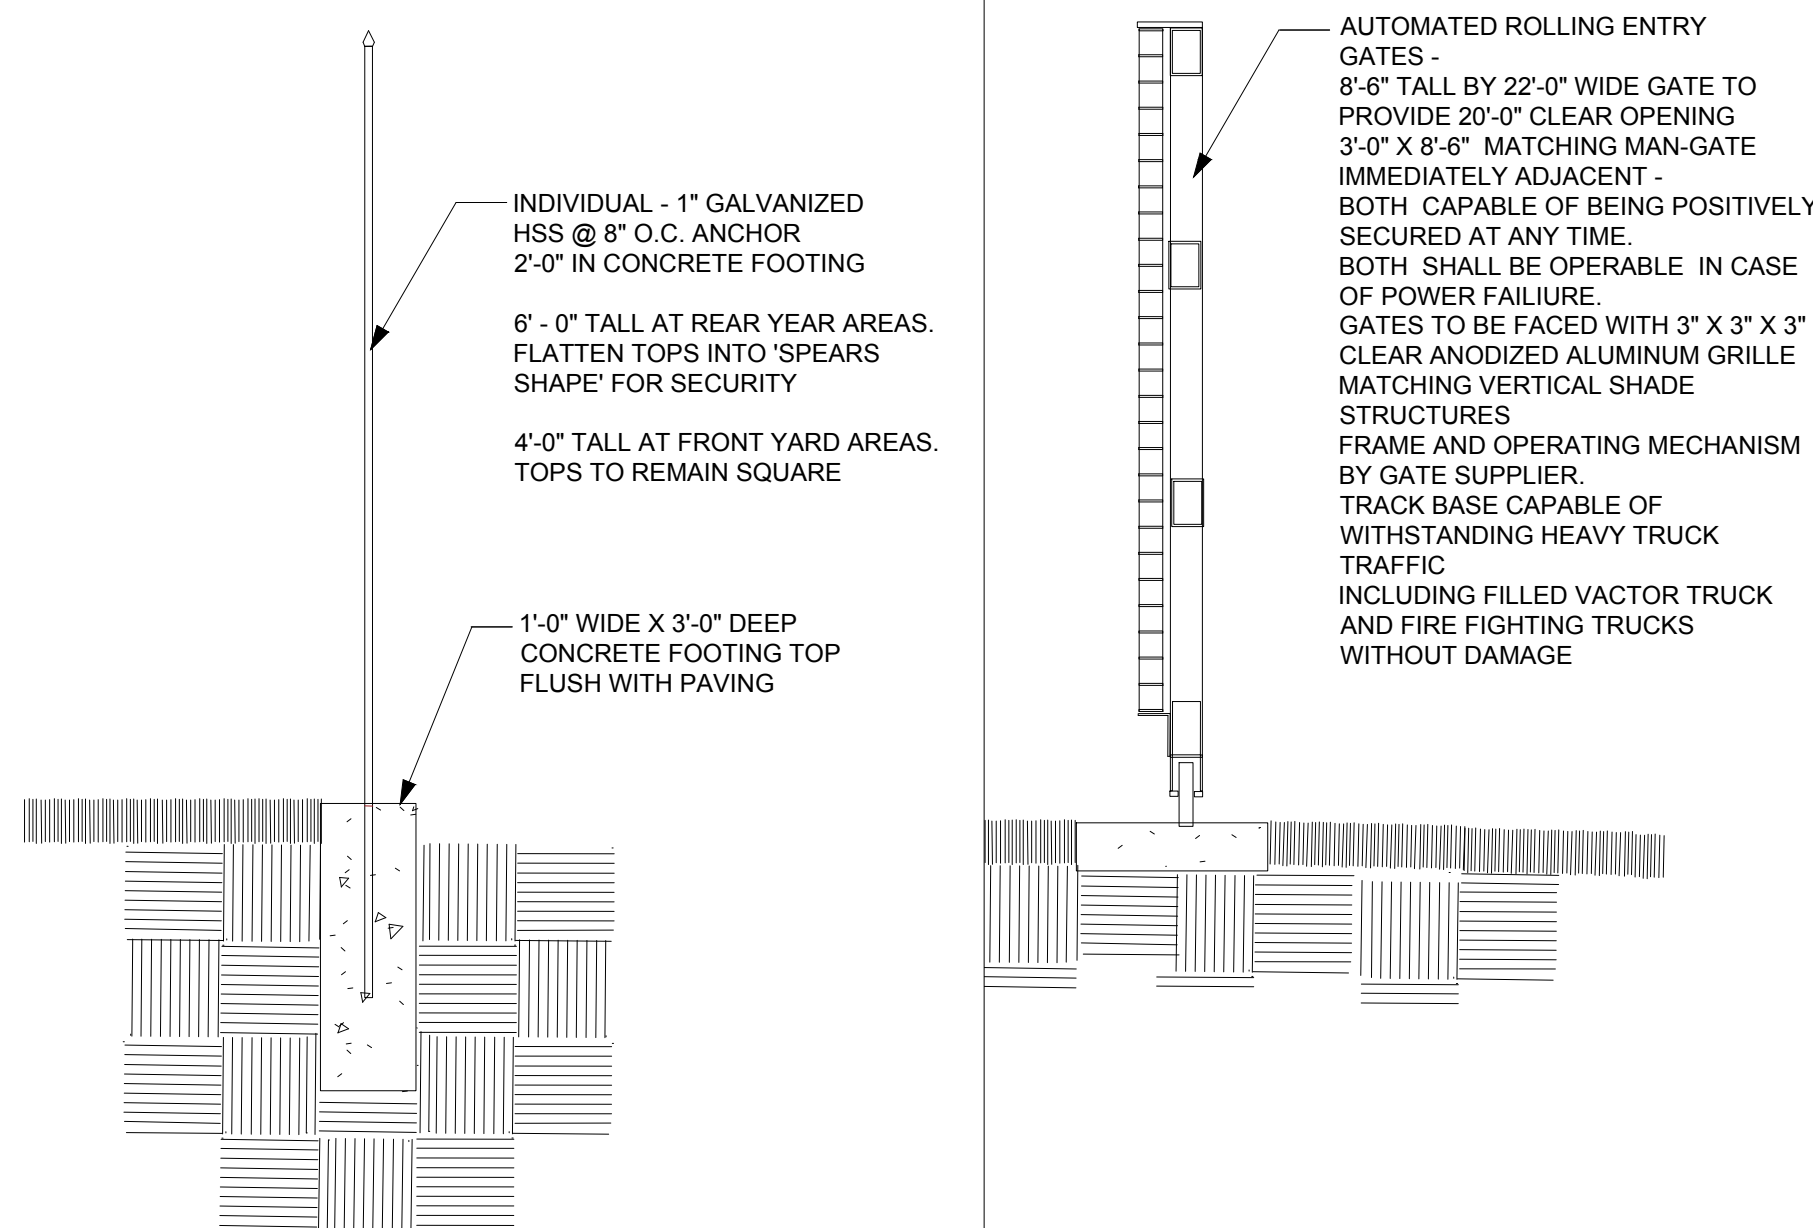 INDIVIDUAL - 1" GALVANIZED
HSS @ 8" O.C. ANCHOR
2'-0" IN CONCRETE FOOTING
6' - 0" TALL AT REAR YEAR AREAS.
FLATTEN TOPS INTO 'SPEARS
SHAPE' FOR SECURITY
4'-0" TALL AT FRONT YARD AREAS.
TOPS TO REMAIN SQUARE
1'-0" WIDE X 3'-0" DEEP
CONCRETE FOOTING TOP
FLUSH WITH PAVING
AUTOMATED ROLLING ENTRY
GATES -
8'-6" TALL BY 22'-0" WIDE GATE TO
PROVIDE 20'-0" CLEAR OPENING
3'-0" X 8'-6" MATCHING MAN-GATE
IMMEDIATELY ADJACENT -
BOTH CAPABLE OF BEING POSITIVELY
SECURED AT ANY TIME.
BOTH SHALL BE OPERABLE IN CASE
OF POWER FAILIURE.
GATES TO BE FACED WITH 3" X 3" X 3"
CLEAR ANODIZED ALUMINUM GRILLE
MATCHING VERTICAL SHADE
STRUCTURES
FRAME AND OPERATING MECHANISM
BY GATE SUPPLIER.
TRACK BASE CAPABLE OF
WITHSTANDING HEAVY TRUCK
TRAFFIC
INCLUDING FILLED VACTOR TRUCK
AND FIRE FIGHTING TRUCKS
WITHOUT DAMAGE